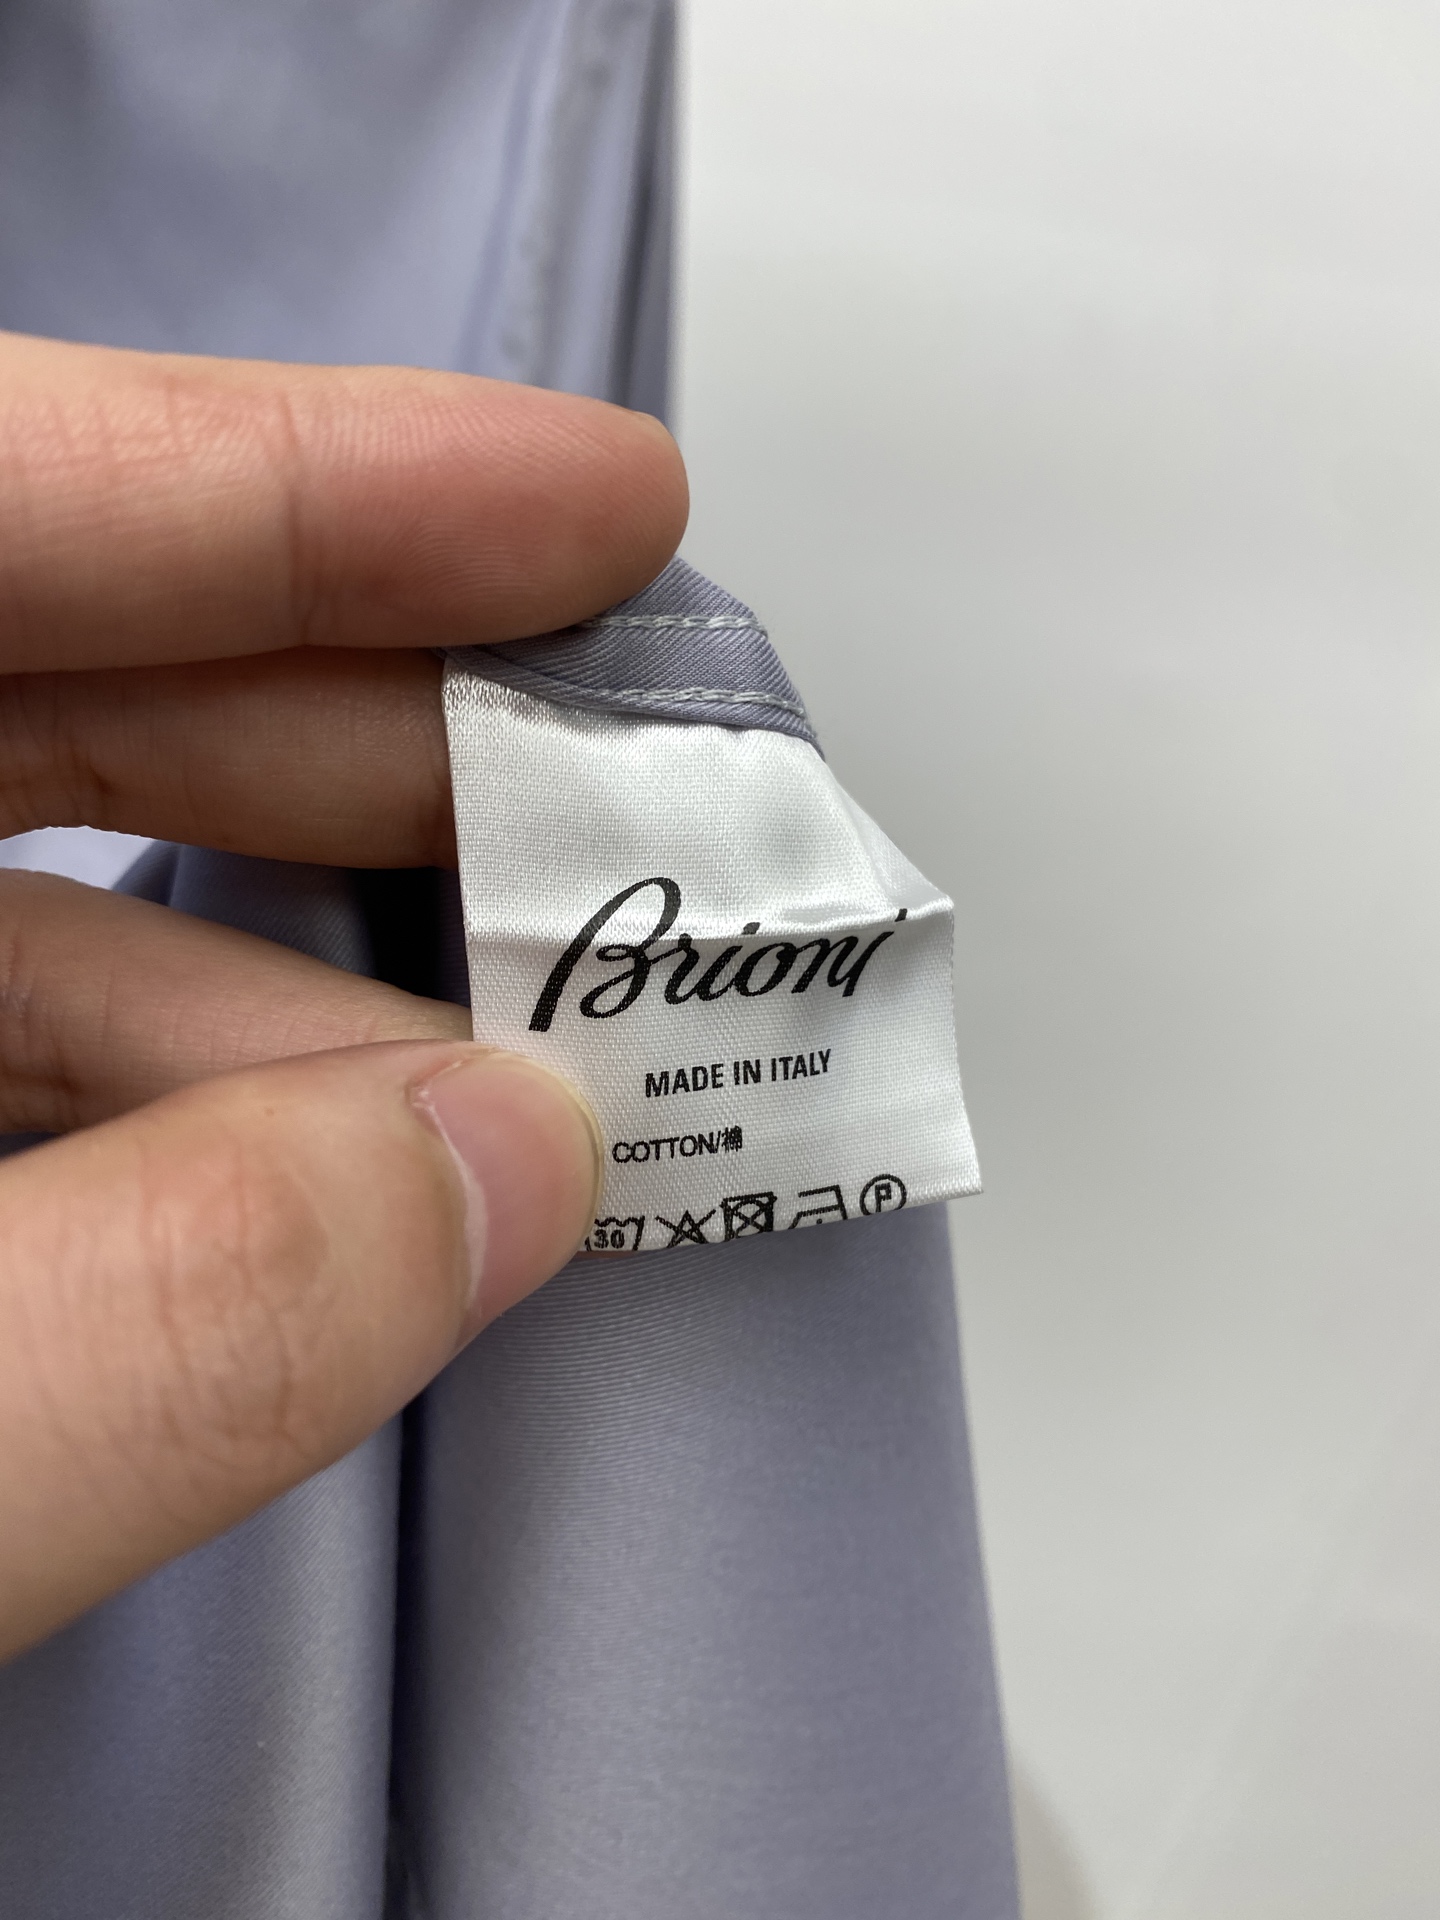 Brioni
MADE IN ITALY
COTTON/棉
30
P